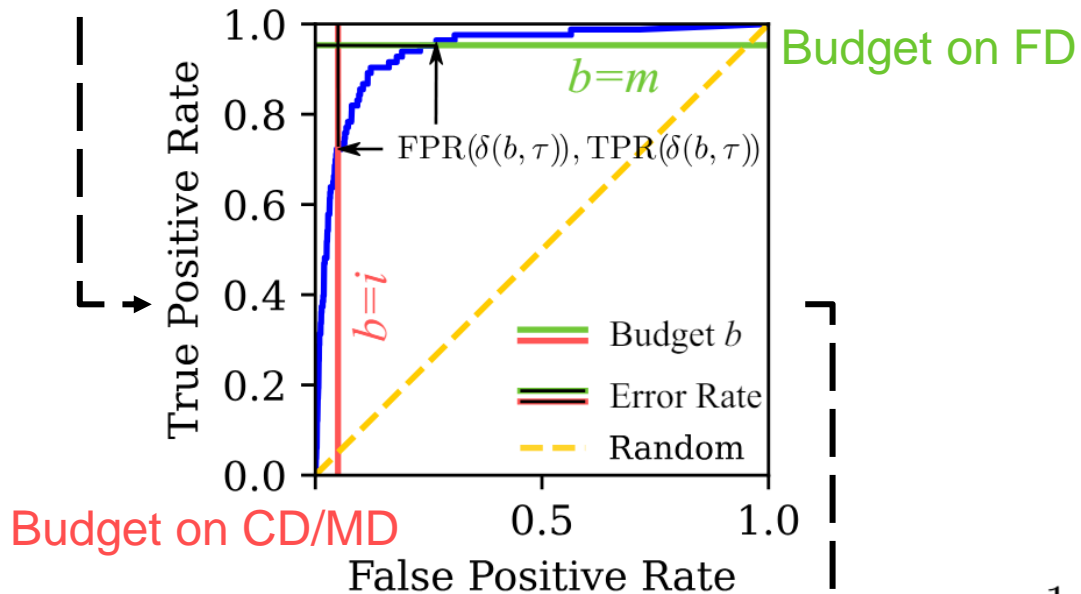 1.0
Budget on FD
b=m
0.8
FPR(δ(b, τ)), TPR(δ(b, τ))
True Positive Rate
0.6
0.4
b=i
Budget b
0.2
Error Rate
Random
0.0
Budget on CD/MD
0.5
1.0
False Positive Rate
1